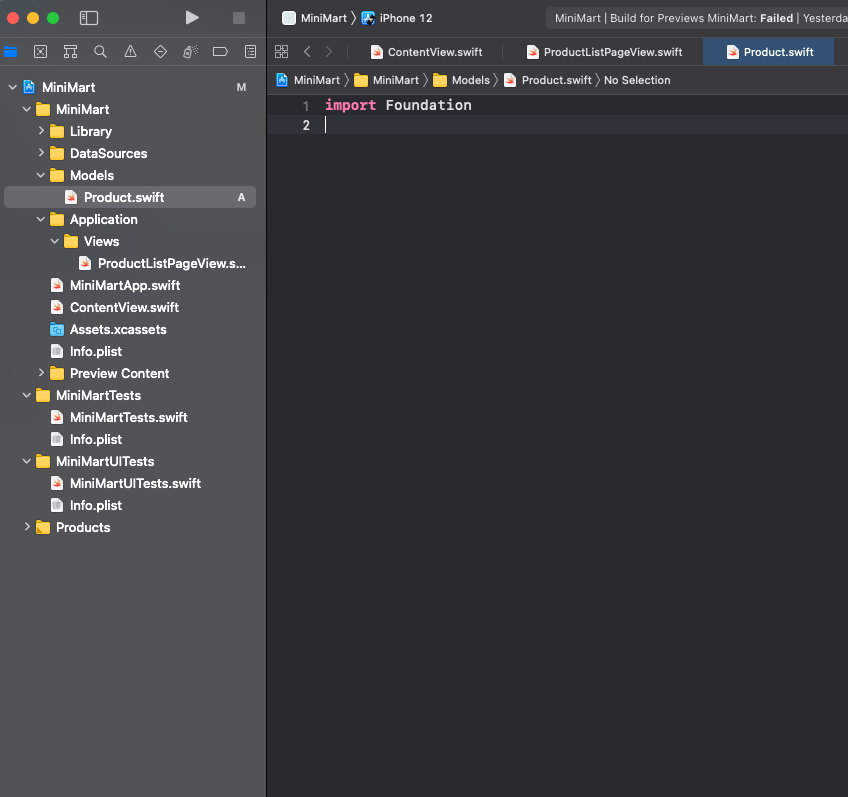 MiniMart
iPhone 12
MiniMart | Build for Previews MiniMart: Failed | Yesterda
ContentView.swift
ProductListPageView.swift
Product.swift
MiniMart
MiniMart
Models
Product.swift
No Selection
MiniMart M
MiniMart
Library
DataSources
Models
Product.swift A
Application
Views
ProductListPageView.s...
MiniMartApp.swift
ContentView.swift
Assets.xcassets
Info.plist
Preview Content
MiniMartTests
MiniMartTests.swift
Info.plist
MiniMartUITests
MiniMartUITests.swift
Info.plist
Products
1 import Foundation
2